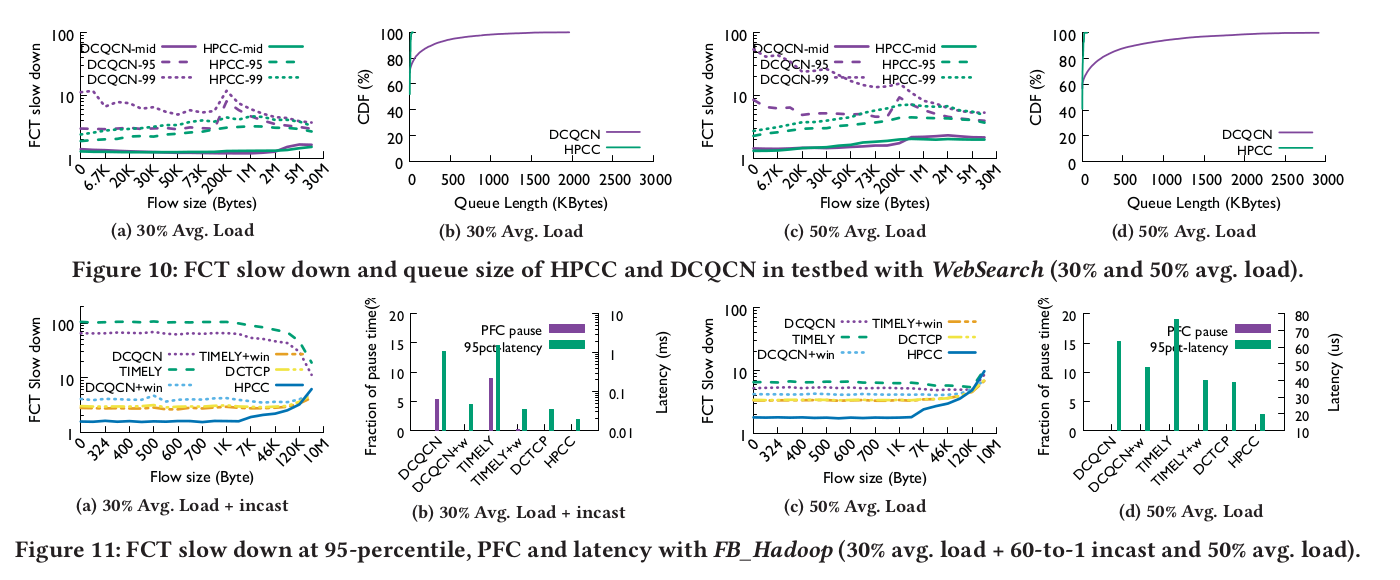 FCT slow down
100
10
1
DCQCN-mid
DCQCN-95
DCQCN-99
HPCC-mid
HPCC-95
HPCC-99
0 6.7K 20K 30K 50K 73K 200K 1M 2M 5M 30M
Flow size (Bytes)
(a) 30% Avg. Load
CDF (%)
100
80
60
40
20
0
DCQCN
HPCC
0 500 1000 1500 2000 2500 3000
Queue Length (KBytes)
(b) 30% Avg. Load
FCT slow down
100
10
1
DCQCN-mid
DCQCN-95
DCQCN-99
HPCC-mid
HPCC-95
HPCC-99
0 6.7K 20K 30K 50K 73K 200K 1M 2M 5M 30M
Flow size (Bytes)
(c) 50% Avg. Load
CDF (%)
100
80
60
40
20
0
DCQCN
HPCC
0 500 1000 1500 2000 2500 3000
Queue Length (KBytes)
(d) 50% Avg. Load
Figure 10: FCT slow down and queue size of HPCC and DCQCN in testbed with WebSearch (30% and 50% avg. load).
FCT Slow down
100
10
1
DCQCN
TIMELY
DCQCN+win
TIMELY+win
DCTCP
HPCC
0 324 400 500 600 700 1K 7K 46K 120K 10M
Flow size (Byte)
(a) 30% Avg. Load + incast
Fraction of pause time(%
20
15
10
5
0
PFC pause
95pct-latency
10
1
0.1
0.01
Latency (ms)
DCQCN DCQCN+w TIMELY TIMELY+w DCTCP HPCC
(b) 30% Avg. Load + incast
FCT Slow down
100
10
1
DCQCN
TIMELY
DCQCN+win
TIMELY+win
DCTCP
HPCC
0 324 400 500 600 700 1K 7K 46K 120K 10M
Flow size (Byte)
(c) 50% Avg. Load
Fraction of pause time(%
20
15
10
5
0
PFC pause
95pct-latency
80
70
60
50
40
30
20
10
Latency (us)
DCQCN DCQCN+w TIMELY TIMELY+w DCTCP HPCC
(d) 50% Avg. Load
Figure 11: FCT slow down at 95-percentile, PFC and latency with FB_Hadoop (30% avg. load + 60-to-1 incast and 50% avg. load).